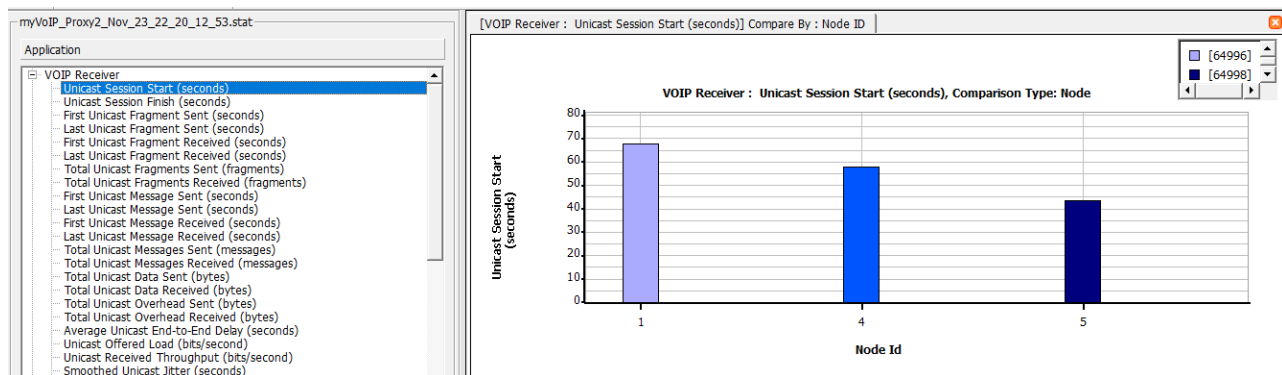 myVoIP_Proxy2_Nov_23_22_20_12_53.stat
Application
VOIP Receiver
Unicast Session Start (seconds)
Unicast Session Finish (seconds)
First Unicast Fragment Sent (seconds)
Last Unicast Fragment Sent (seconds)
First Unicast Fragment Received (seconds)
Last Unicast Fragment Received (seconds)
Total Unicast Fragments Sent (fragments)
Total Unicast Fragments Received (fragments)
First Unicast Message Sent (seconds)
Last Unicast Message Sent (seconds)
First Unicast Message Received (seconds)
Last Unicast Message Received (seconds)
Total Unicast Messages Sent (messages)
Total Unicast Messages Received (messages)
Total Unicast Data Sent (bytes)
Total Unicast Data Received (bytes)
Total Unicast Overhead Sent (bytes)
Total Unicast Overhead Received (bytes)
Average Unicast End-to-End Delay (seconds)
Unicast Offered Load (bits/second)
Unicast Received Throughput (bits/second)
Smoothed Unicast Jitter (seconds)
[VOIP Receiver : Unicast Session Start (seconds)] Compare By : Node ID
[64996]
[64998]
VOIP Receiver : Unicast Session Start (seconds), Comparison Type: Node
Unicast Session Start
(seconds)
80
70
60
50
40
30
20
10
0
1 4 5
Node Id